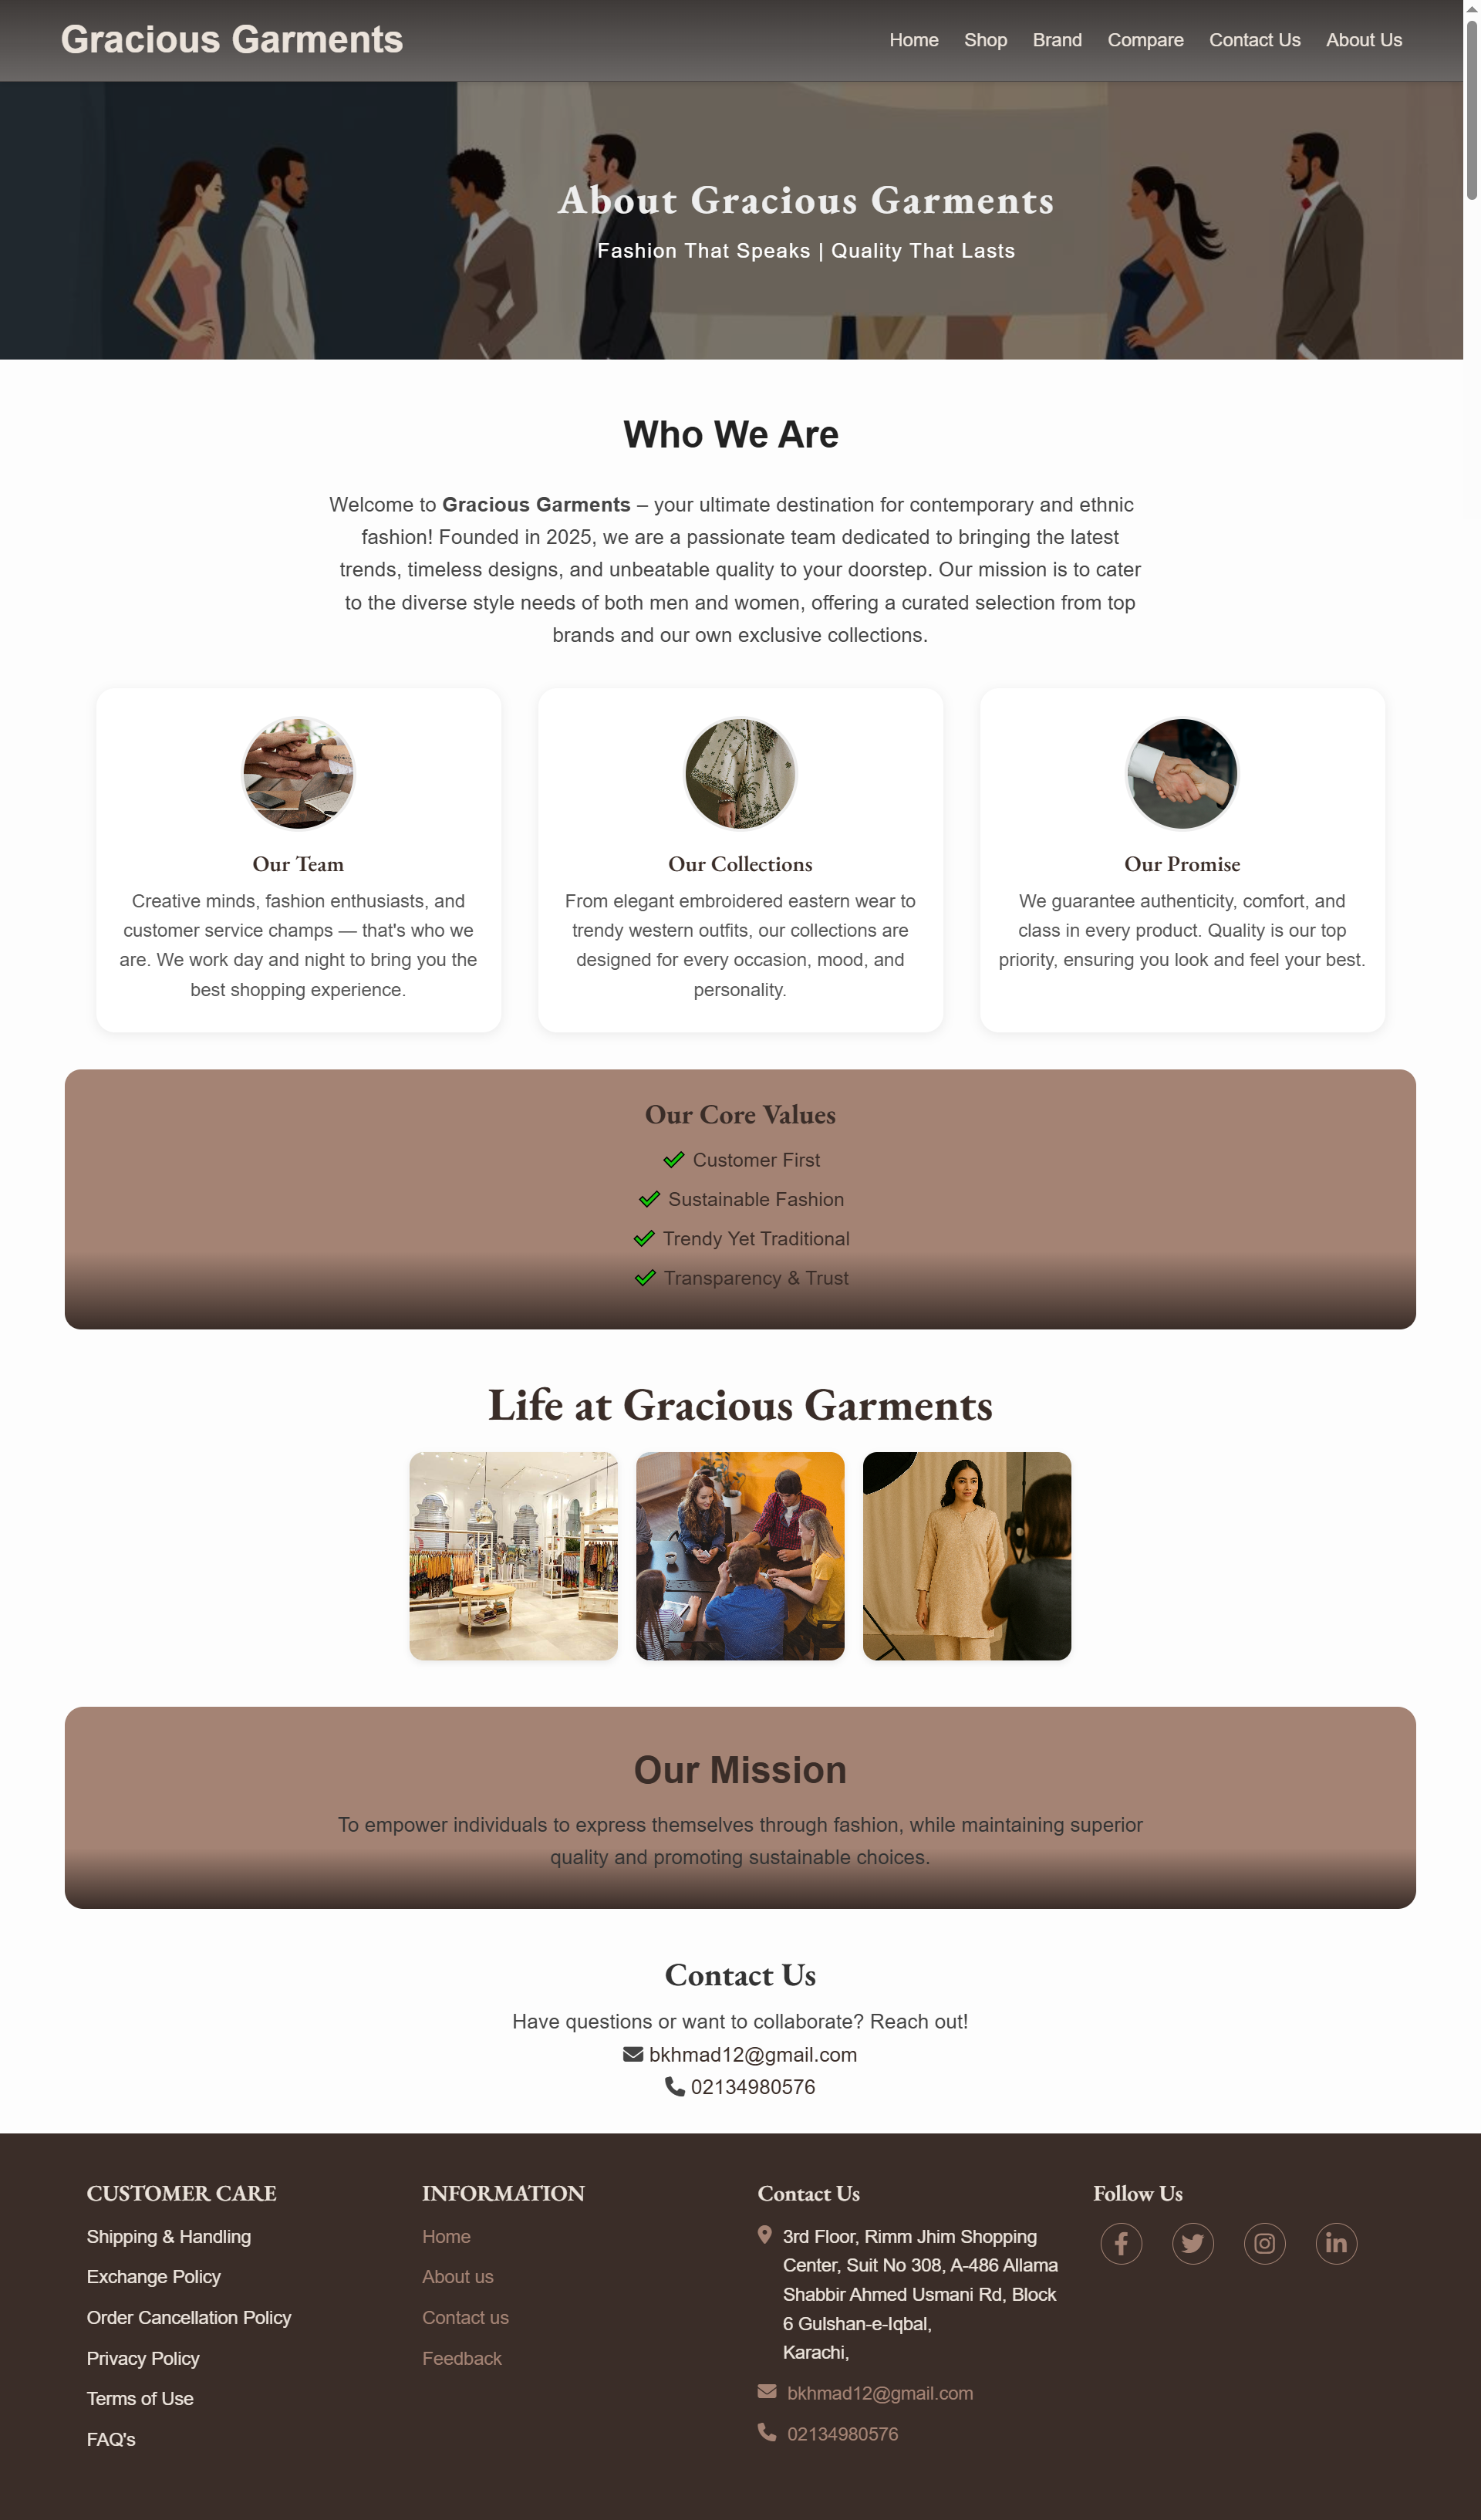 Gracious Garments
Home Shop Brand Compare Contact Us About Us
About Gracious Garments
Fashion That Speaks | Quality That Lasts
Who We Are
Welcome to Gracious Garments – your ultimate destination for contemporary and ethnic
fashion! Founded in 2025, we are a passionate team dedicated to bringing the latest
trends, timeless designs, and unbeatable quality to your doorstep. Our mission is to cater
to the diverse style needs of both men and women, offering a curated selection from top
brands and our own exclusive collections.
Our Team
Creative minds, fashion enthusiasts, and
customer service champs — that's who we
are. We work day and night to bring you the
best shopping experience.
Our Collections
From elegant embroidered eastern wear to
trendy western outfits, our collections are
designed for every occasion, mood, and
personality.
Our Promise
We guarantee authenticity, comfort, and
class in every product. Quality is our top
priority, ensuring you look and feel your best.
Our Core Values
Customer First
Sustainable Fashion
Trendy Yet Traditional
Transparency & Trust
Life at Gracious Garments
Our Mission
To empower individuals to express themselves through fashion, while maintaining superior
quality and promoting sustainable choices.
Contact Us
Have questions or want to collaborate? Reach out!
bkhmad12@gmail.com
02134980576
CUSTOMER CARE
Shipping & Handling
Exchange Policy
Order Cancellation Policy
Privacy Policy
Terms of Use
FAQ's
INFORMATION
Home
About us
Contact us
Feedback
Contact Us
3rd Floor, Rimm Jhim Shopping
Center, Suit No 308, A-486 Allama
Shabbir Ahmed Usmani Rd, Block
6 Gulshan-e-Iqbal,
Karachi,
bkhmad12@gmail.com
02134980576
Follow Us